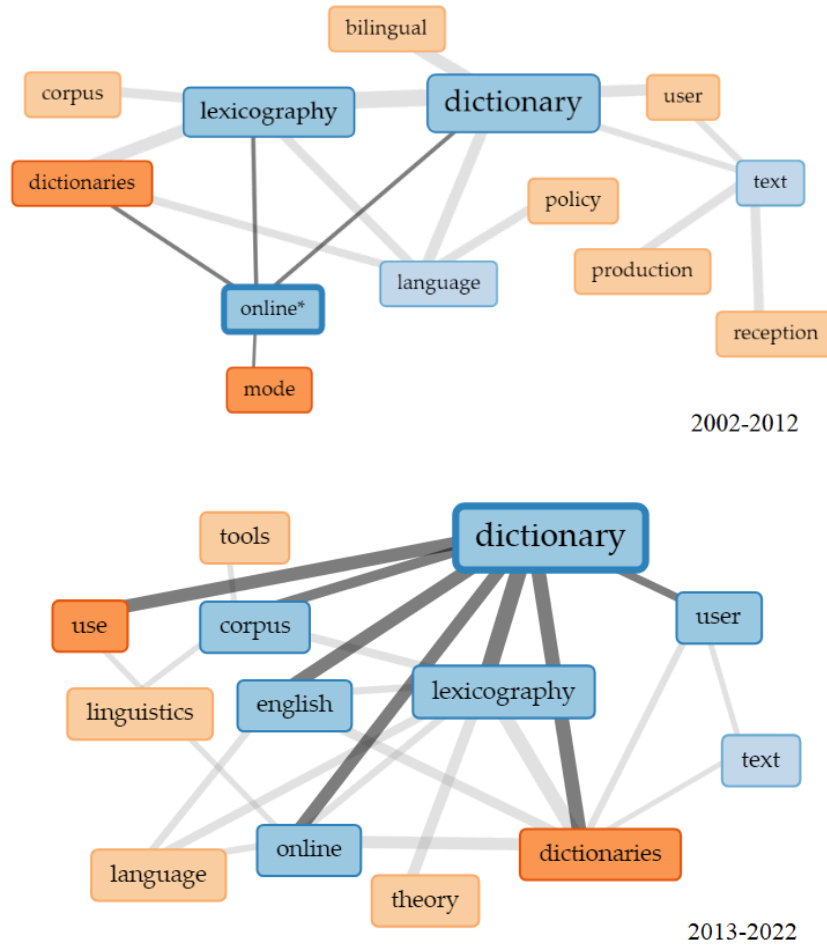 bilingual
corpus
lexicography
dictionary
user
dictionaries
text
policy
language
production
online*
reception
mode
2002-2012
dictionary
tools
use
corpus
user
lexicography
english
linguistics
text
online
dictionaries
language
theory
2013-2022